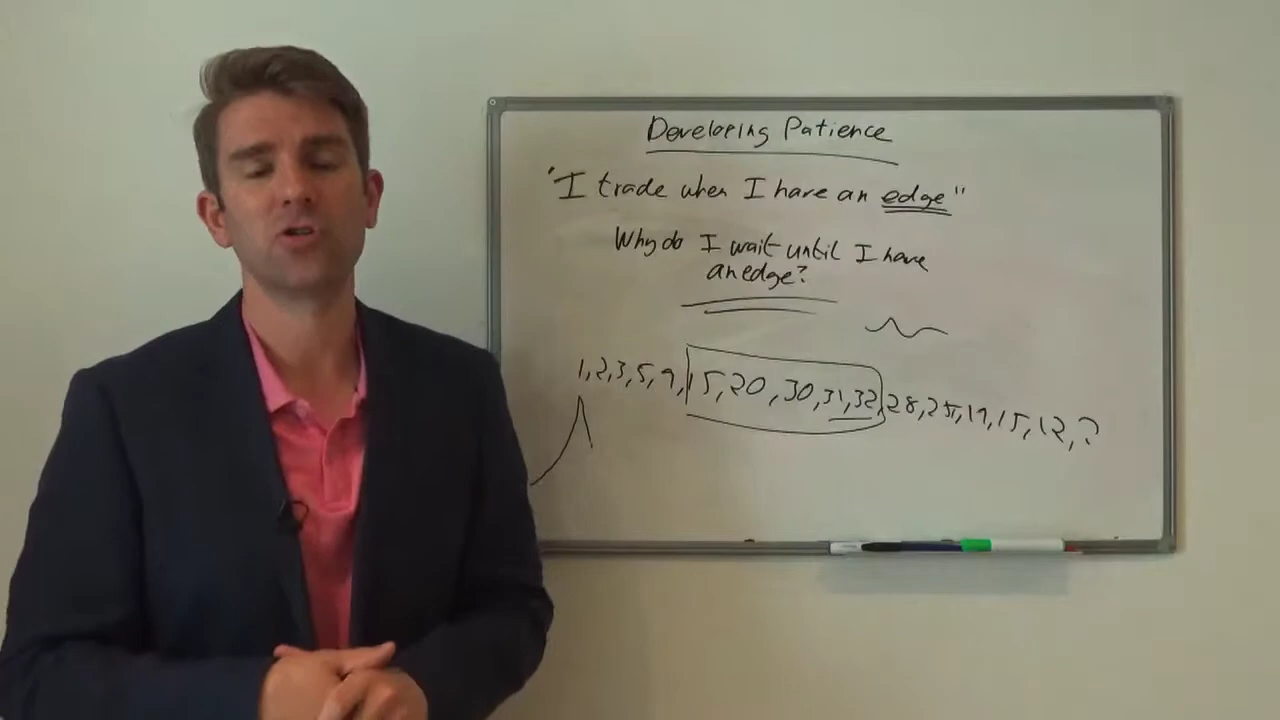 Developing Patience
"I trade when I have an edge"
Why do I wait until I have
an edge?
1,2,3,5,9,15,20,30,31,32,28,25,19,15,12,?